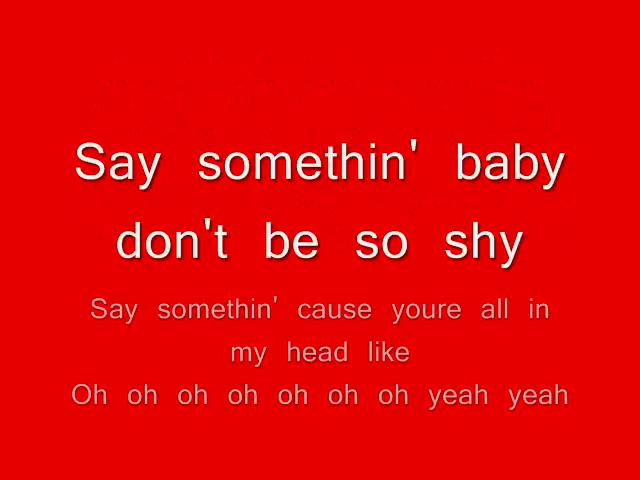 Say somethin' baby
don't be so shy
Say somethin' cause youre all in
my head like
Oh oh oh oh oh oh oh yeah yeah